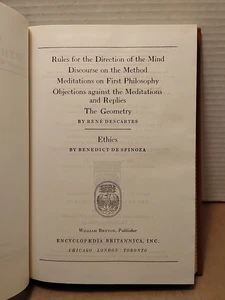 Rules for the Direction of the Mind
Discourse on the Method
Meditations on First Philosophy
Objections against the Meditations
and Replies
The Geometry
BY RENÉ DESCARTES
Ethics
BY BENEDICT DE SPINOZA
WILLIAM BENTON, Publisher
ENCYCLOPÆDIA BRITANNICA, INC.
CHICAGO LONDON TORONTO